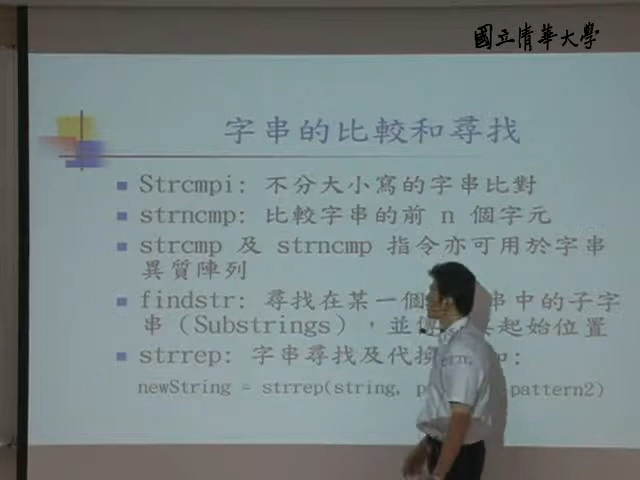 國立清華大學
字串的比較和尋找
Strcmpi: 不分大小寫的字串比對
strncmp: 比較字串的前 n 個字元
strcmp 及 strncmp 指令亦可用於字串
異質陣列
findstr: 尋找在某一個 串中的子字
串（Substrings），並 起始位置
strrep: 字串尋找及代 :
newString = strrep(string, pattern2)